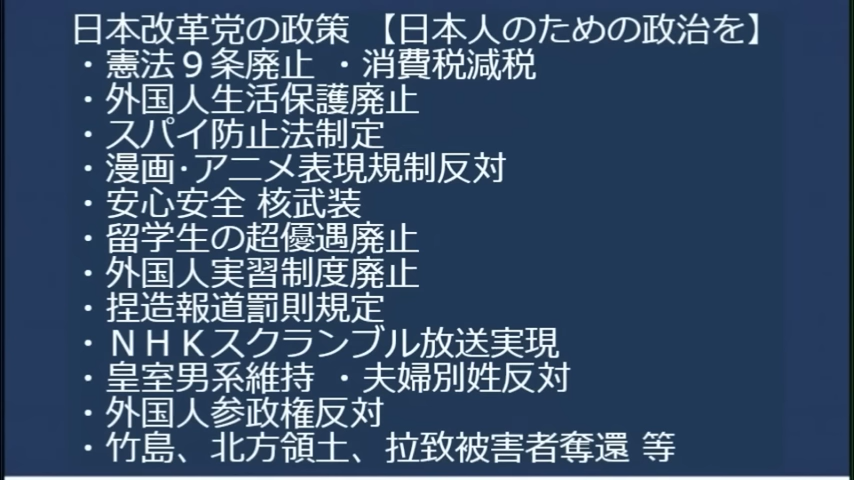 日本改革党の政策 【日本人のための政治を】
・憲法９条廃止 ・消費税減税
・外国人生活保護廃止
・スパイ防止法制定
・漫画･アニメ表現規制反対
・安心安全 核武装
・留学生の超優遇廃止
・外国人実習制度廃止
・捏造報道罰則規定
・ＮＨＫスクランブル放送実現
・皇室男系維持 ・夫婦別姓反対
・外国人参政権反対
・竹島、北方領土、拉致被害者奪還 等